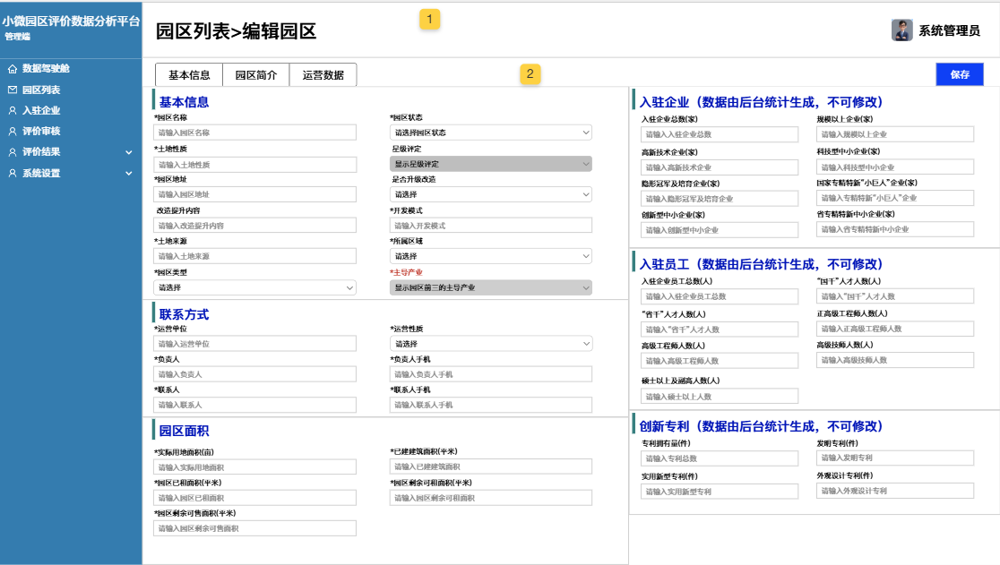 小微园区评价数据分析平台
管理端
数据驾驶舱
园区列表
入驻企业
评价审核
评价结果
系统设置
园区列表>编辑园区
1
系统管理员
基本信息
园区简介
运营数据
2
保存
基本信息
*园区名称
*园区状态
请输入园区名称
请选择园区状态
*土地性质
星级评定
请输入土地性质
显示星级评定
*园区地址
是否升级改造
请输入园区地址
请选择
改造提升内容
*开发模式
请输入改造提升内容
请输入开发模式
*土地来源
*所属区域
请输入土地来源
请选择
*园区类型
*主导产业
请选择
显示园区前三的主导产业
联系方式
*运营单位
*运营性质
请输入运营单位
请选择
*负责人
*负责人手机
请输入负责人
请输入负责人手机
*联系人
*联系人手机
请输入联系人
请输入联系人手机
园区面积
*实际用地面积(亩)
*已建建筑面积(平米)
请输入实际用地面积
请输入已建建筑面积
*园区已租面积(平米)
*园区剩余可租面积(平米)
请输入园区已租面积
请输入园区剩余可租面积
*园区剩余可售面积(平米)
请输入园区剩余可售面积
入驻企业（数据由后台统计生成，不可修改）
入驻企业总数(家)
规模以上企业(家)
请输入入驻企业总数
请输入规模以上企业
高新技术企业(家)
科技型中小企业(家)
请输入高新技术企业
请输入科技型中小企业
隐形冠军及培育企业(家)
国家专精特新“小巨人”企业(家)
请输入隐形冠军及培育企业
请输入专精特新“小巨人”企业
创新型中小企业(家)
省专精特新中小企业(家)
请输入创新型中小企业
请输入省专精特新中小企业
入驻员工（数据由后台统计生成，不可修改）
入驻企业员工总数(人)
“国千”人才人数(人)
请输入入驻企业员工总数
请输入“国千”人才人数
“省千”人才人数(人)
正高级工程师人数(人)
请输入“省千”人才人数
请输入正高级工程师人数
高级工程师人数(人)
高级技师人数(人)
请输入高级工程师人数
请输入高级技师人数
硕士以上及副高人数(人)
请输入硕士以上人数
创新专利（数据由后台统计生成，不可修改）
专利拥有量(件)
发明专利(件)
请输入专利总数
请输入发明专利
实用新型专利(件)
外观设计专利(件)
请输入实用新型专利
请输入外观设计专利